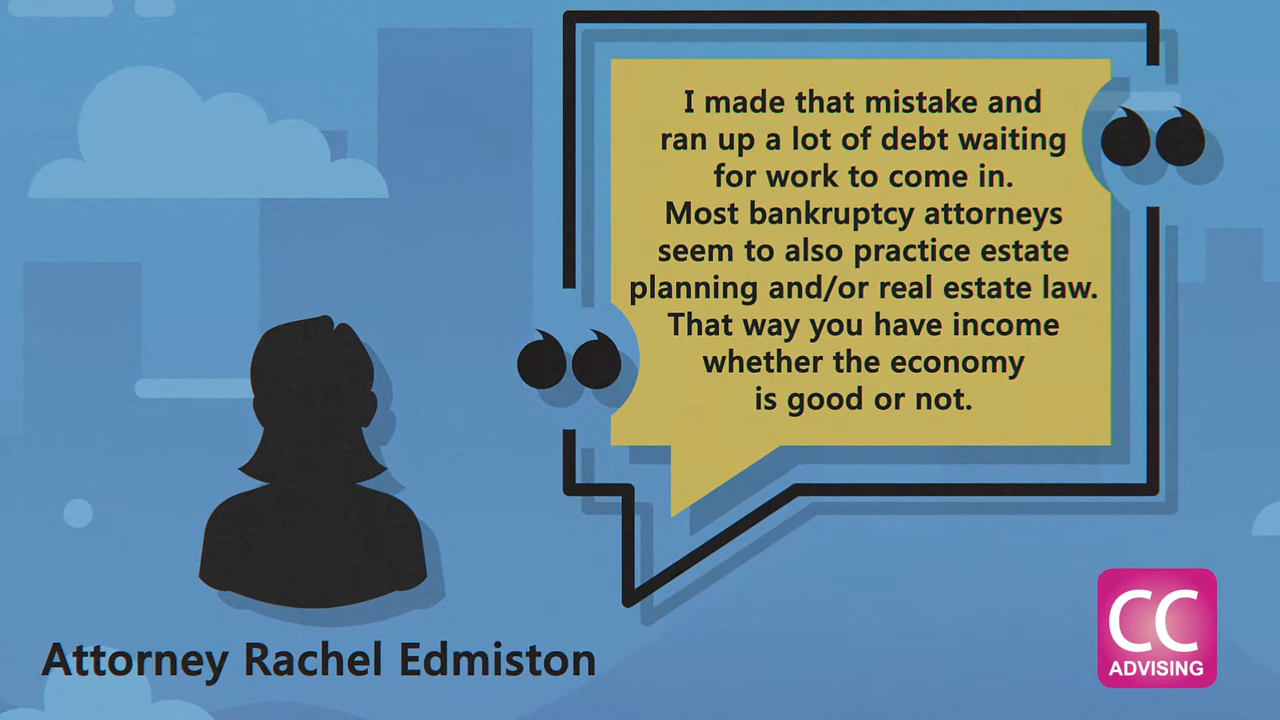 I made that mistake and
ran up a lot of debt waiting
for work to come in.
Most bankruptcy attorneys
seem to also practice estate
planning and/or real estate law.
That way you have income
whether the economy
is good or not.
Attorney Rachel Edmiston
CC
ADVISING